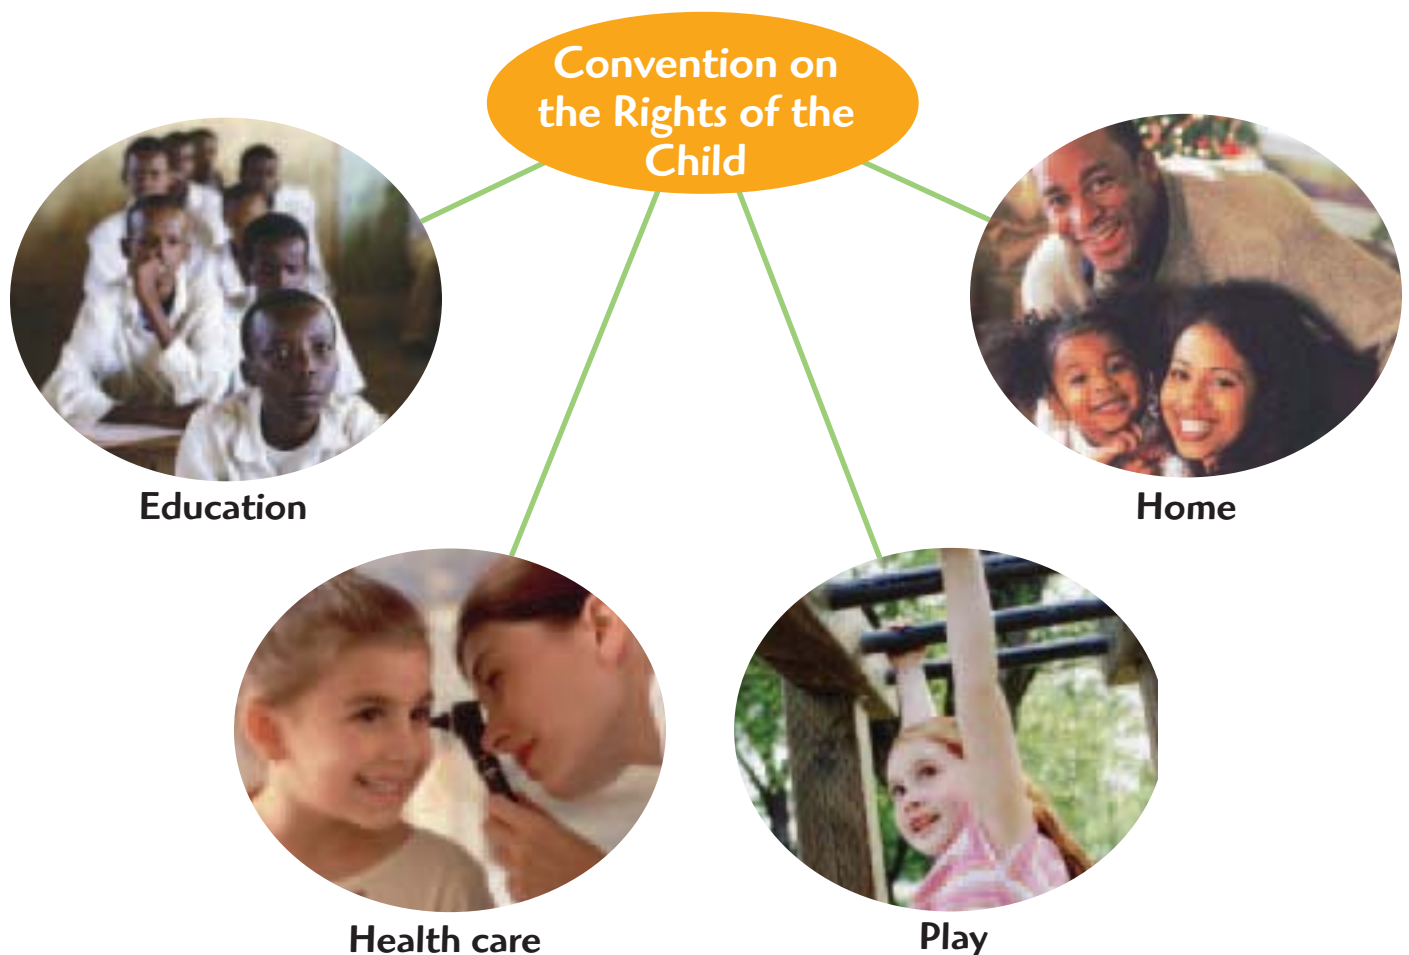 Convention on
the Rights of the
Child
Education
Home
Health care
Play